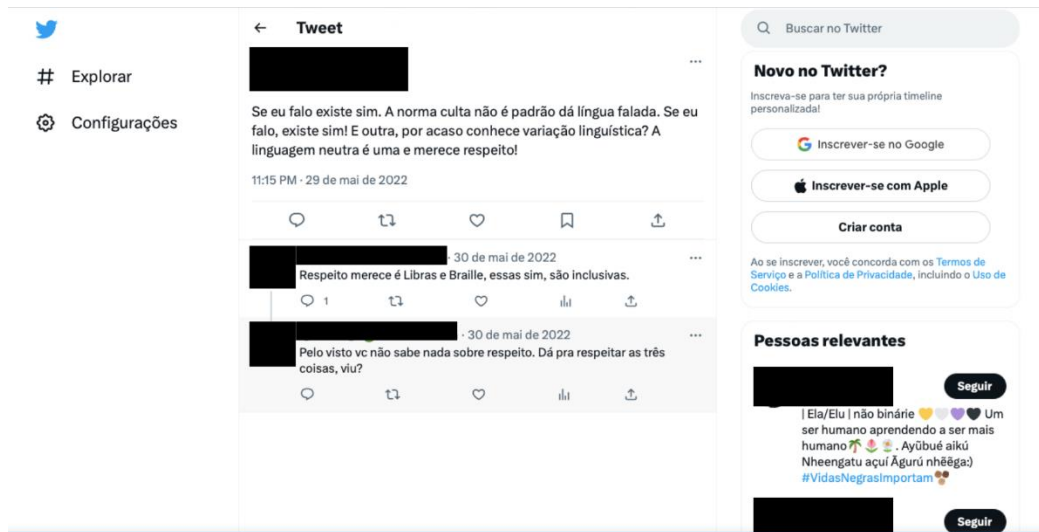 Tweet
Se eu falo existe sim. A norma culta não é padrão dá língua falada. Se eu
falo, existe sim! E outra, por acaso conhece variação linguística? A
linguagem neutra é uma e merece respeito!
11:15 PM · 29 de mai de 2022
· 30 de mai de 2022
Respeito merece é Libras e Braille, essas sim, são inclusivas.
1
· 30 de mai de 2022
Pelo visto vc não sabe nada sobre respeito. Dá pra respeitar as três
coisas, viu?
Explorar
Configurações
Buscar no Twitter
Novo no Twitter?
Inscreva-se para ter sua própria timeline
personalizada!
Inscrever-se no Google
Inscrever-se com Apple
Criar conta
Ao se inscrever, você concorda com os Termos de
Serviço e a Política de Privacidade, incluindo o Uso de
Cookies.
Pessoas relevantes
Seguir
| Ela/Elu | não binárie 💛🤍💜🖤 Um
ser humano aprendendo a ser mais
humano🌴🌷🌼. Ayũbué aikú
Nheengatu açuí Ãgurú nhẽẽga:)
#VidasNegrasImportam
Seguir